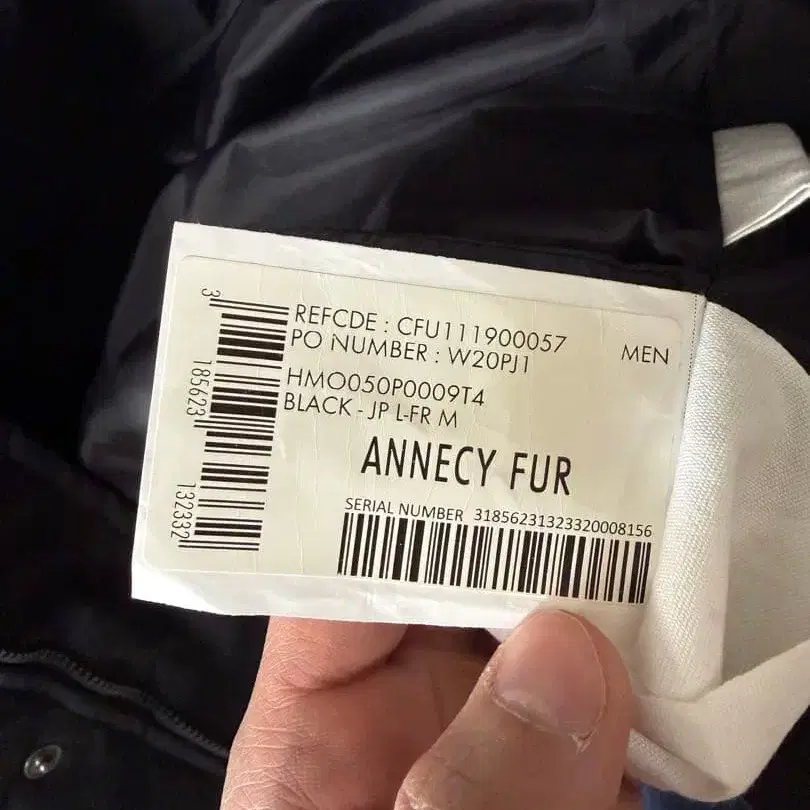 REFCDE : CFU111900057
PO NUMBER : W20PJ1
MEN
HMO050P0009T4
BLACK - JP L-FR M
ANNECY FUR
SERIAL NUMBER 31856231323320008156
3 185623 132332